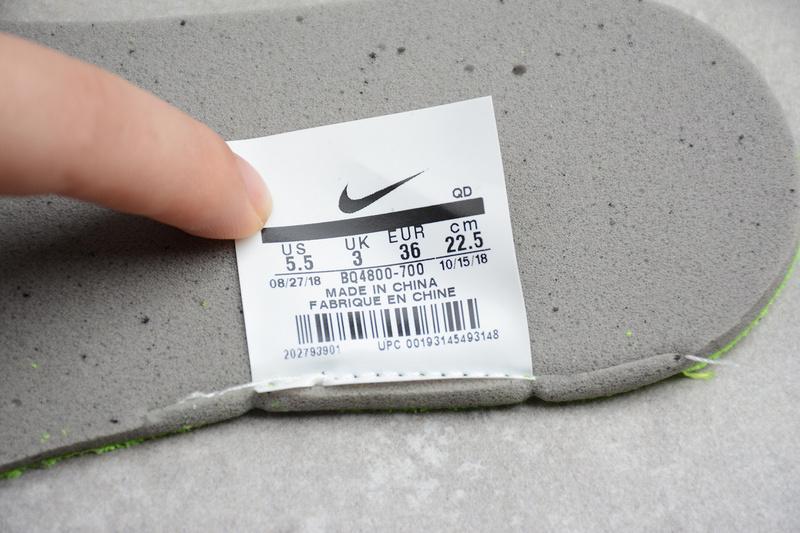 QD
US UK EUR cm
5.5 3 36 22.5
08/27/18 BQ4800-700 10/15/18
MADE IN CHINA
FABRIQUE EN CHINE
202793901 UPC 00193145493148